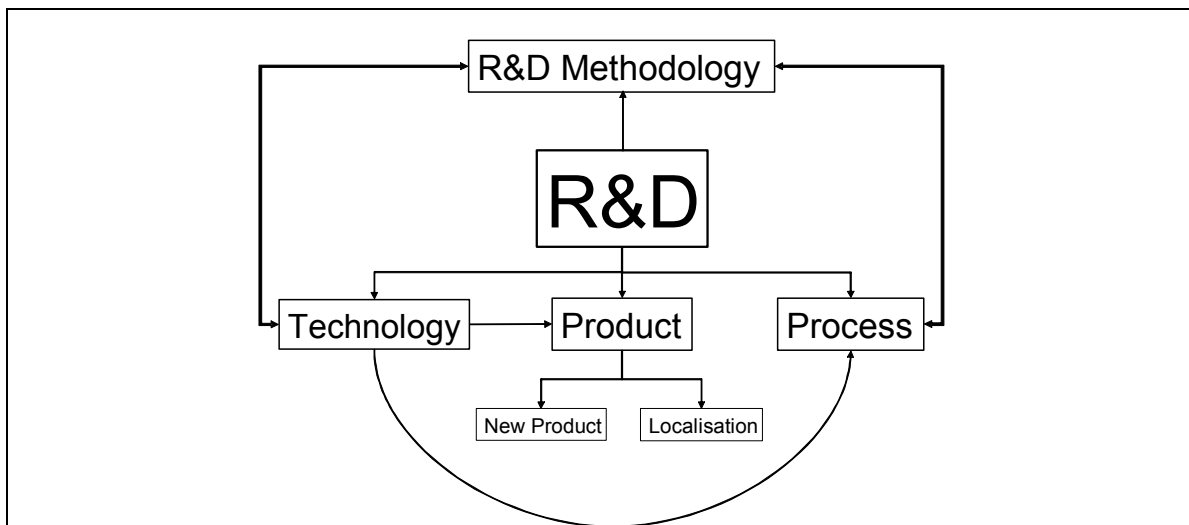 R&D Methodology
R&D
Technology
Product
Process
New Product
Localisation